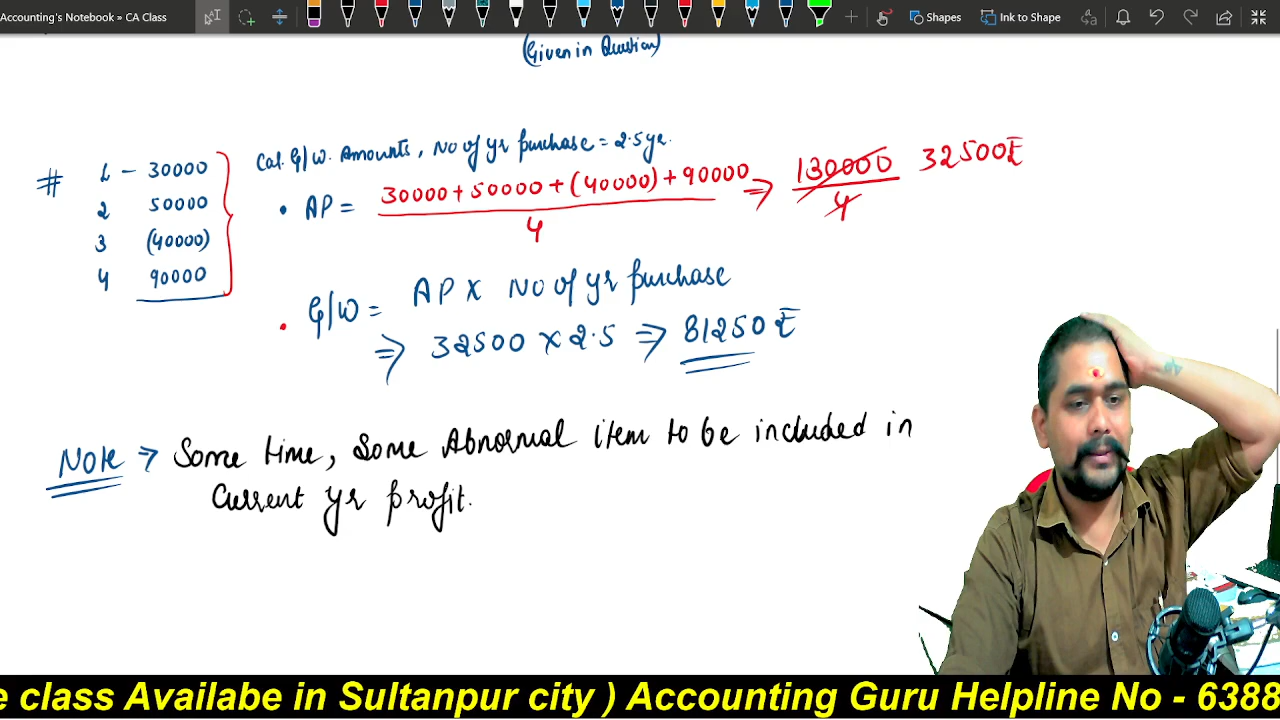 Accounting's Notebook » CA Class
Shapes
Ink to Shape
(Given in Question)
# 1 - 30000
2 50000
3 (40000)
4 90000
Cal. G/W. Amounts, No of yr purchase = 2.5 yr.
• AP = 30000 + 50000 + (40000) + 90000 / 4 ⇒ 130000 / 4 32500₹
• G/W = AP x No of yr purchase
⇒ 32500 x 2.5 ⇒ 81250₹
Note ⇒ Some time, Some Abnormal item to be included in
Current yr profit.
e class Availabe in Sultanpur city ) Accounting Guru Helpline No - 6388